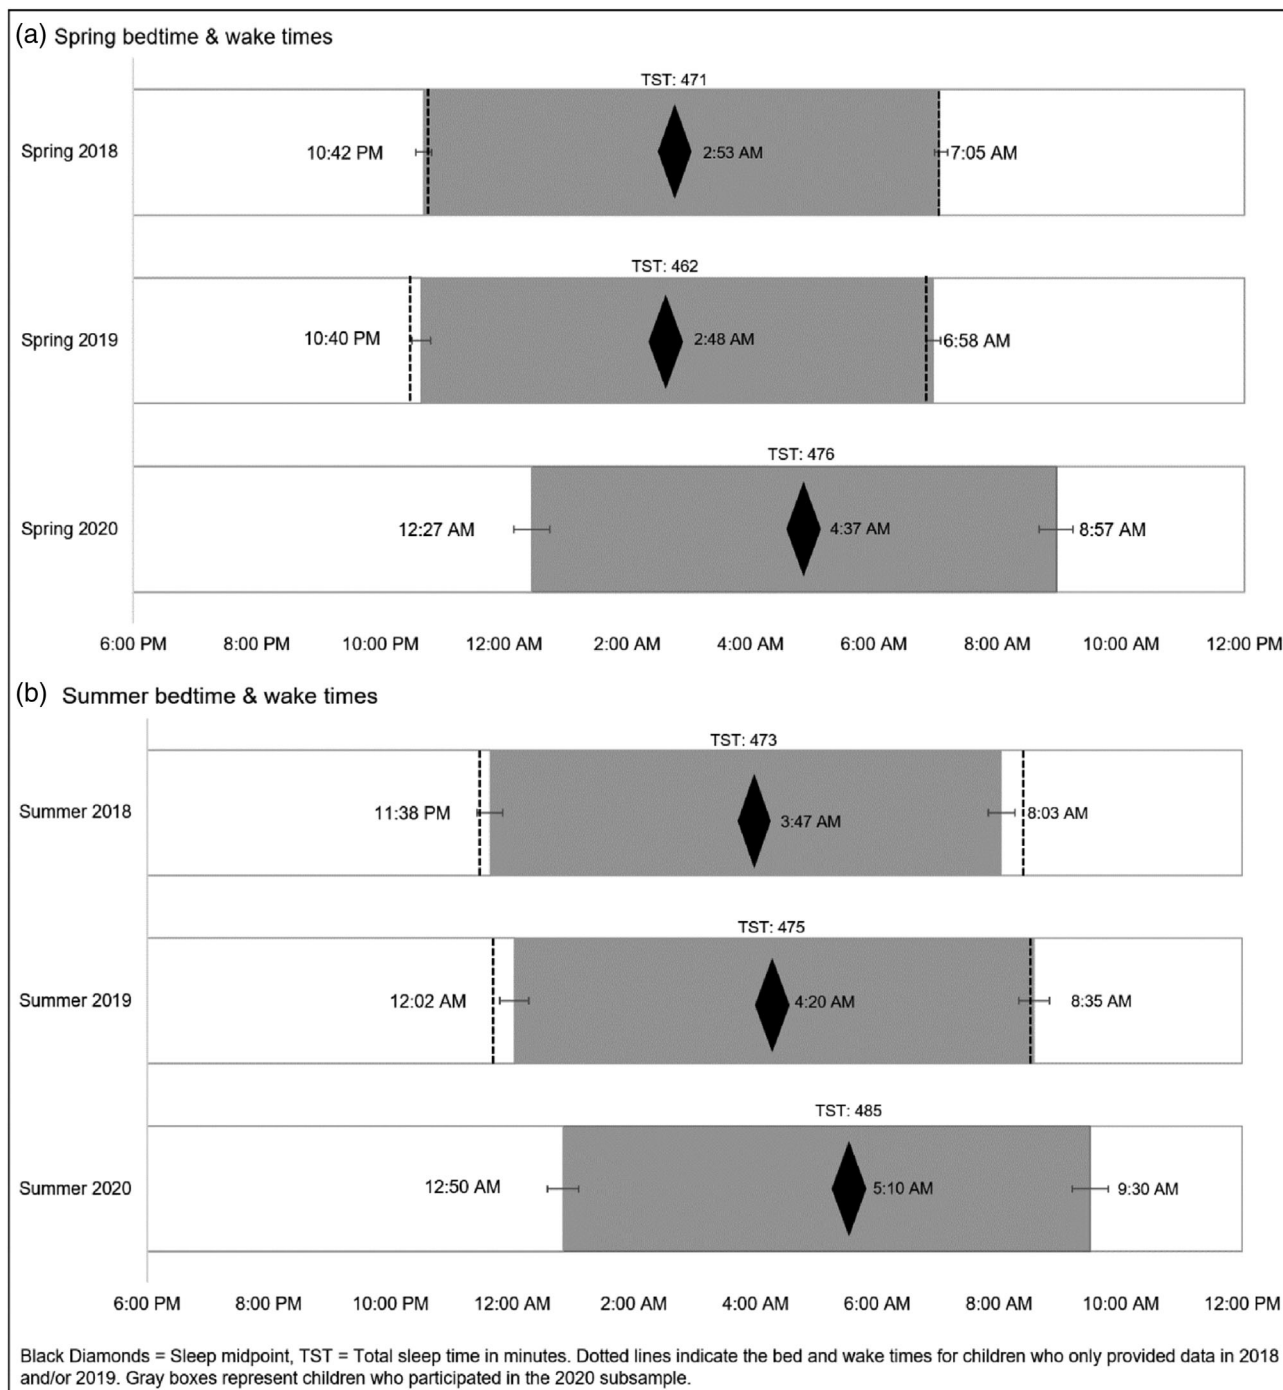 (a) Spring bedtime & wake times
TST: 471
Spring 2018 10:42 PM 2:53 AM 7:05 AM
TST: 462
Spring 2019 10:40 PM 2:48 AM 6:58 AM
TST: 476
Spring 2020 12:27 AM 4:37 AM 8:57 AM
6:00 PM 8:00 PM 10:00 PM 12:00 AM 2:00 AM 4:00 AM 6:00 AM 8:00 AM 10:00 AM 12:00 PM
(b) Summer bedtime & wake times
TST: 473
Summer 2018 11:38 PM 3:47 AM 8:03 AM
TST: 475
Summer 2019 12:02 AM 4:20 AM 8:35 AM
TST: 485
Summer 2020 12:50 AM 5:10 AM 9:30 AM
6:00 PM 8:00 PM 10:00 PM 12:00 AM 2:00 AM 4:00 AM 6:00 AM 8:00 AM 10:00 AM 12:00 PM
Black Diamonds = Sleep midpoint, TST = Total sleep time in minutes. Dotted lines indicate the bed and wake times for children who only provided data in 2018
and/or 2019. Gray boxes represent children who participated in the 2020 subsample.